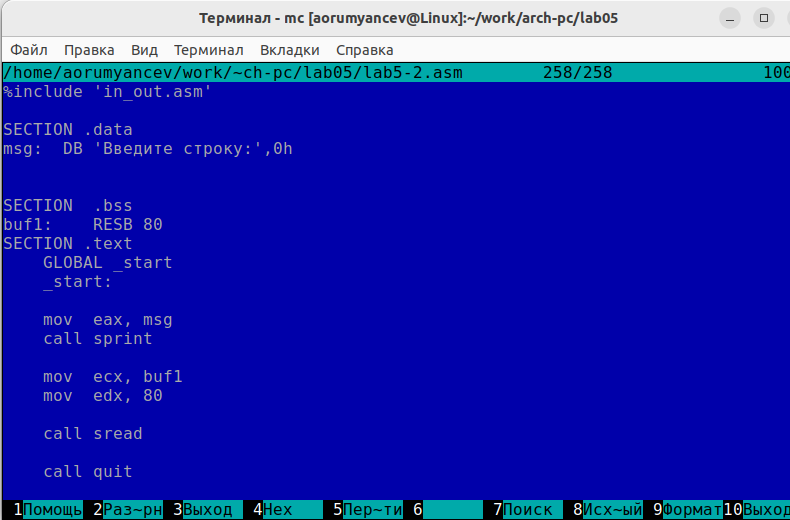 Терминал - mc [aorumyancev@Linux]:~/work/arch-pc/lab05
Файл Правка Вид Терминал Вкладки Справка
/home/aorumyancev/work/~ch-pc/lab05/lab5-2.asm 258/258 100
%include 'in_out.asm'
SECTION .data
msg: DB 'Введите строку:',0h
SECTION .bss
buf1: RESB 80
SECTION .text
GLOBAL _start
_start:
mov eax, msg
call sprint
mov ecx, buf1
mov edx, 80
call sread
call quit
1Помощь 2Раз~рн 3Выход 4Hex 5Пер~ти 6 7Поиск 8Исх~ый 9Формат 10Выход